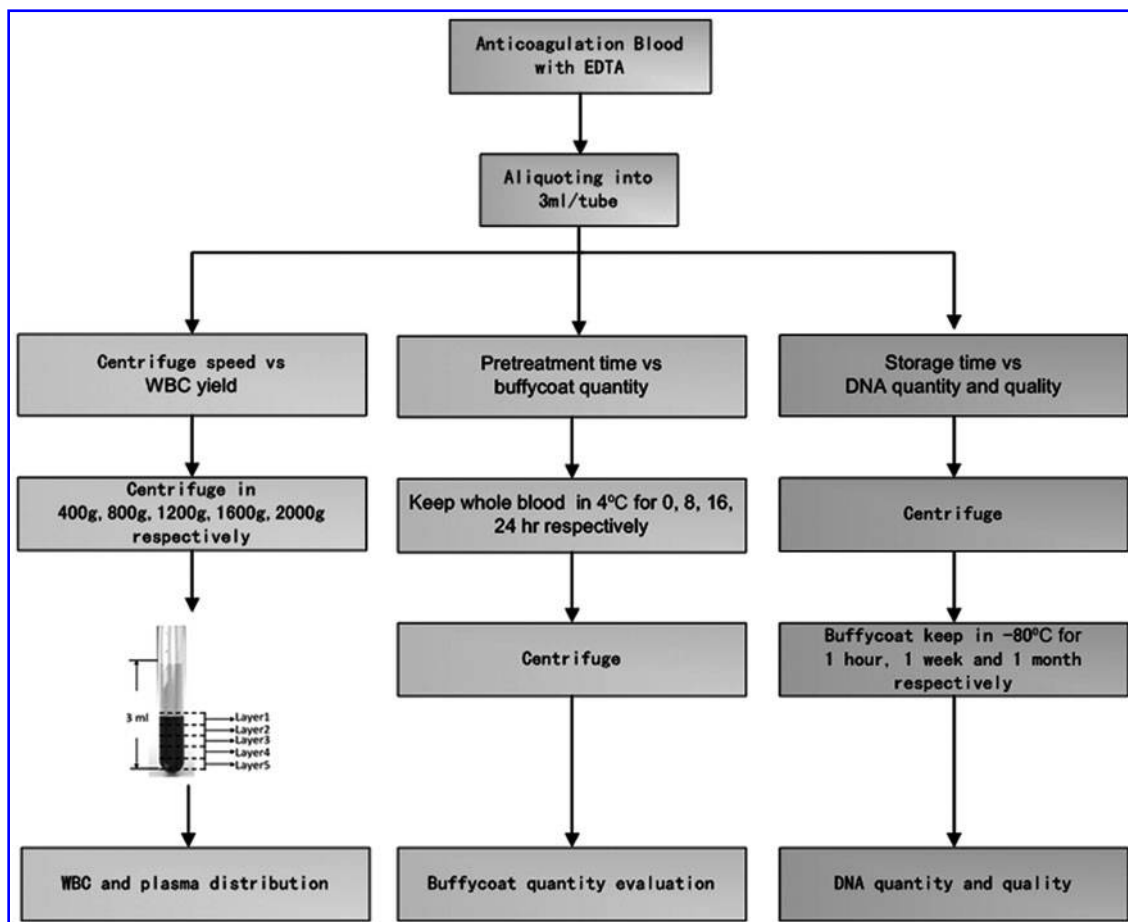 Anticoagulation Blood
with EDTA
Aliquoting into
3ml/tube
Centrifuge speed vs
WBC yield
Pretreatment time vs
buffycoat quantity
Storage time vs
DNA quantity and quality
Centrifuge in
400g, 800g, 1200g, 1600g, 2000g
respectively
Keep whole blood in 4ºC for 0, 8, 16,
24 hr respectively
Centrifuge
3 ml
Layer1
Layer2
Layer3
Layer4
Layer5
Centrifuge
Buffycoat keep in -80ºC for
1 hour, 1 week and 1 month
respectively
WBC and plasma distribution
Buffycoat quantity evaluation
DNA quantity and quality